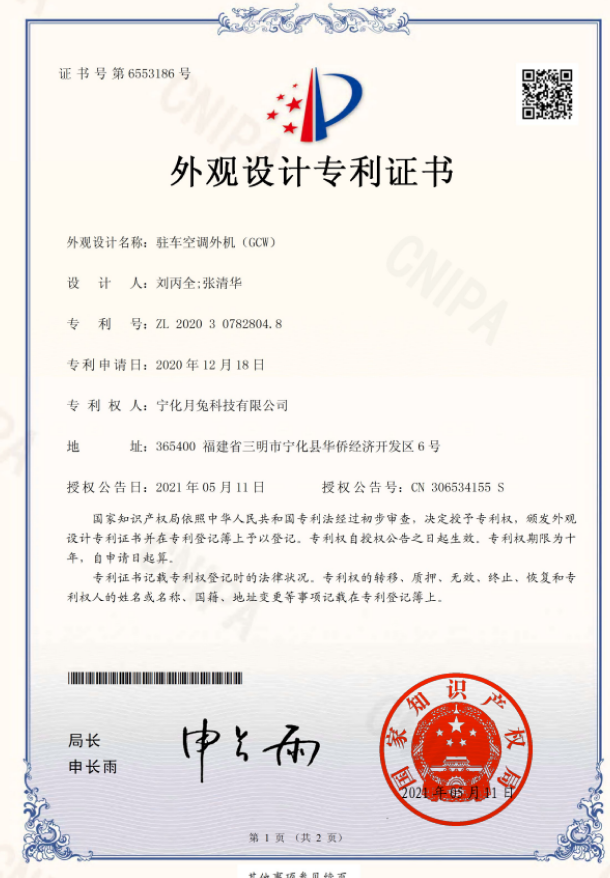 证书号第6553186号
外观设计专利证书
外观设计名称：驻车空调外机（GCW）
设计人：刘丙全;张清华
专利号：ZL 2020 3 0782804.8
专利申请日：2020年12月18日
专利权人：宁化月兔科技有限公司
地址：365400 福建省三明市宁化县华侨经济开发区6号
授权公告日：2021年05月11日 授权公告号：CN 306534155 S
国家知识产权局依照中华人民共和国专利法经过初步审查，决定授予专利权，颁发外观
设计专利证书并在专利登记簿上予以登记。专利权自授权公告之日起生效。专利权期限为十
年，自申请日起算。
专利证书记载专利权登记时的法律状况。专利权的转移、质押、无效、终止、恢复和专
利权人的姓名或名称、国籍、地址变更等事项记载在专利登记簿上。
局长
申长雨
申长雨
国家知识产权局
2021年05月11日
第 1 页 （共 2 页）
其他事项参见续页
CNIPA
CNIPA
CNIPA